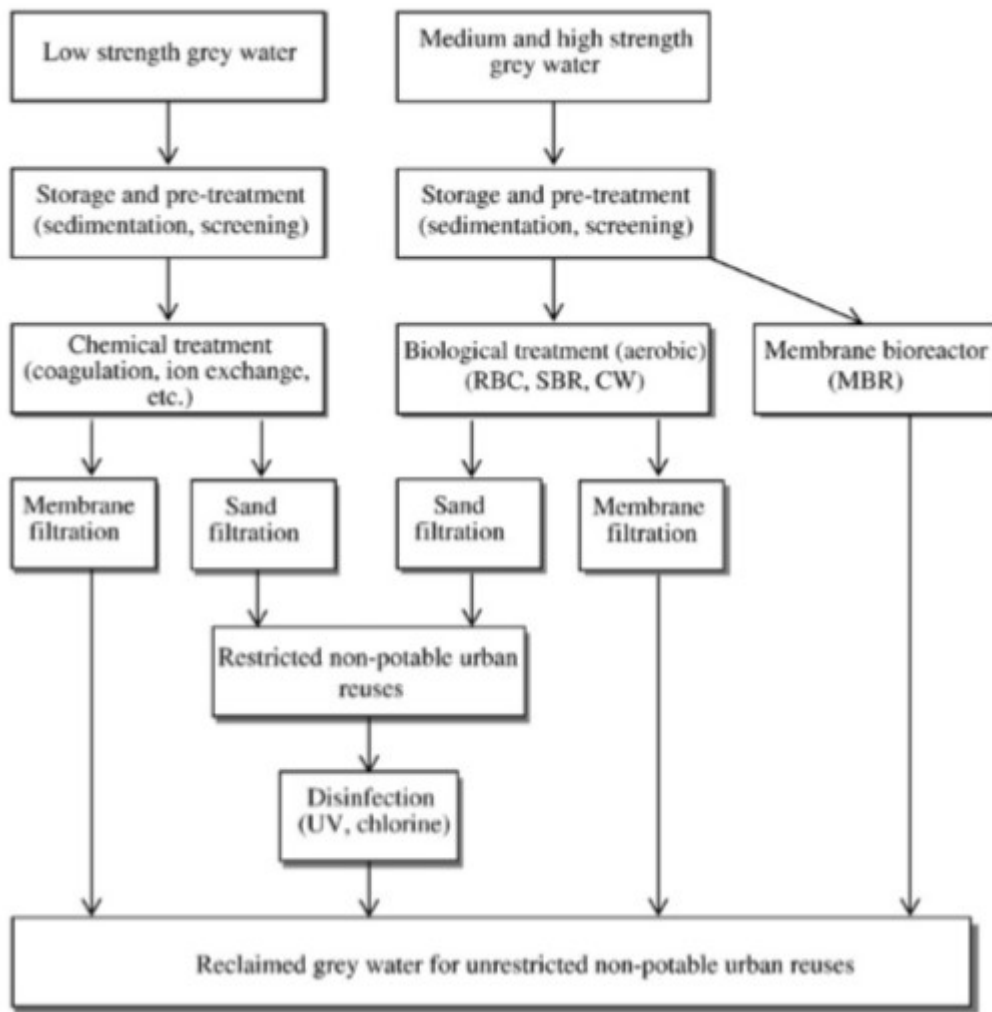 Low strength grey water
Medium and high strength
grey water
Storage and pre-treatment
(sedimentation, screening)
Storage and pre-treatment
(sedimentation, screening)
Chemical treatment
(coagulation, ion exchange,
etc.)
Biological treatment (aerobic)
(RBC, SBR, CW)
Membrane bioreactor
(MBR)
Membrane
filtration
Sand
filtration
Sand
filtration
Membrane
filtration
Restricted non-potable urban
reuses
Disinfection
(UV, chlorine)
Reclaimed grey water for unrestricted non-potable urban reuses